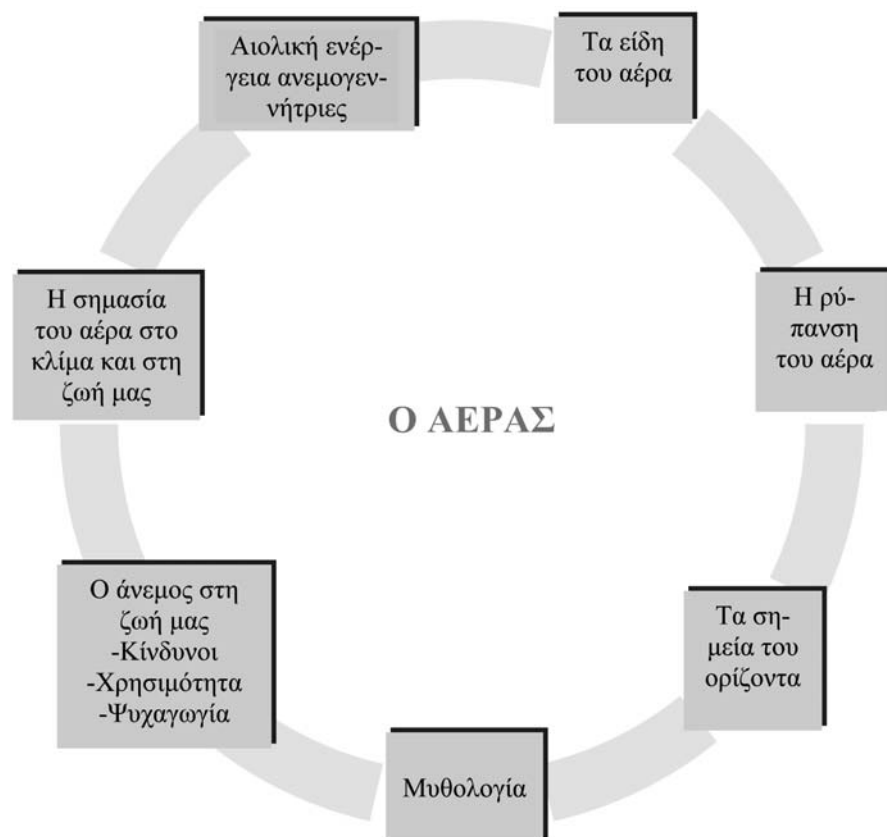 Αιολική ενέρ-
γεια ανεμογεν-
νήτριες
Τα είδη
του αέρα
Η σημασία
του αέρα στο
κλίμα και στη
ζωή μας
Η ρύ-
πανση
του αέρα
Ο ΑΕΡΑΣ
Ο άνεμος στη
ζωή μας
-Κίνδυνοι
-Χρησιμότητα
-Ψυχαγωγία
Τα ση-
μεία του
ορίζοντα
Μυθολογία